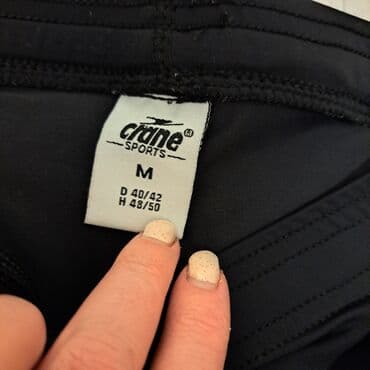 crane®
SPORTS
M
D 40/42
H 48/50